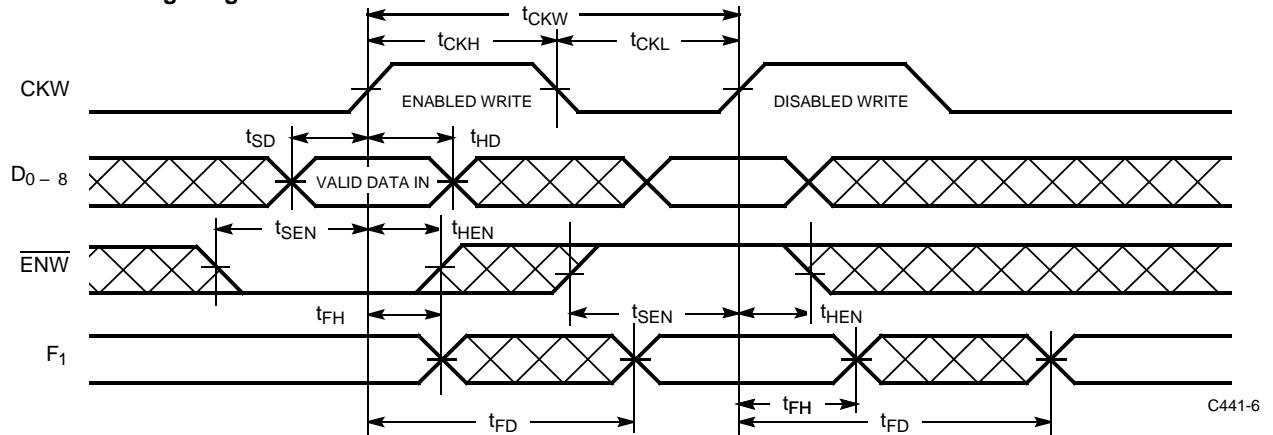 tCKW
tCKH
tCKL
CKW
ENABLED WRITE
DISABLED WRITE
tSD
tHD
D0 – 8
VALID DATA IN
tSEN
tHEN
ENW
tFH
tSEN
tHEN
F1
tFH
tFD
tFD
C441-6